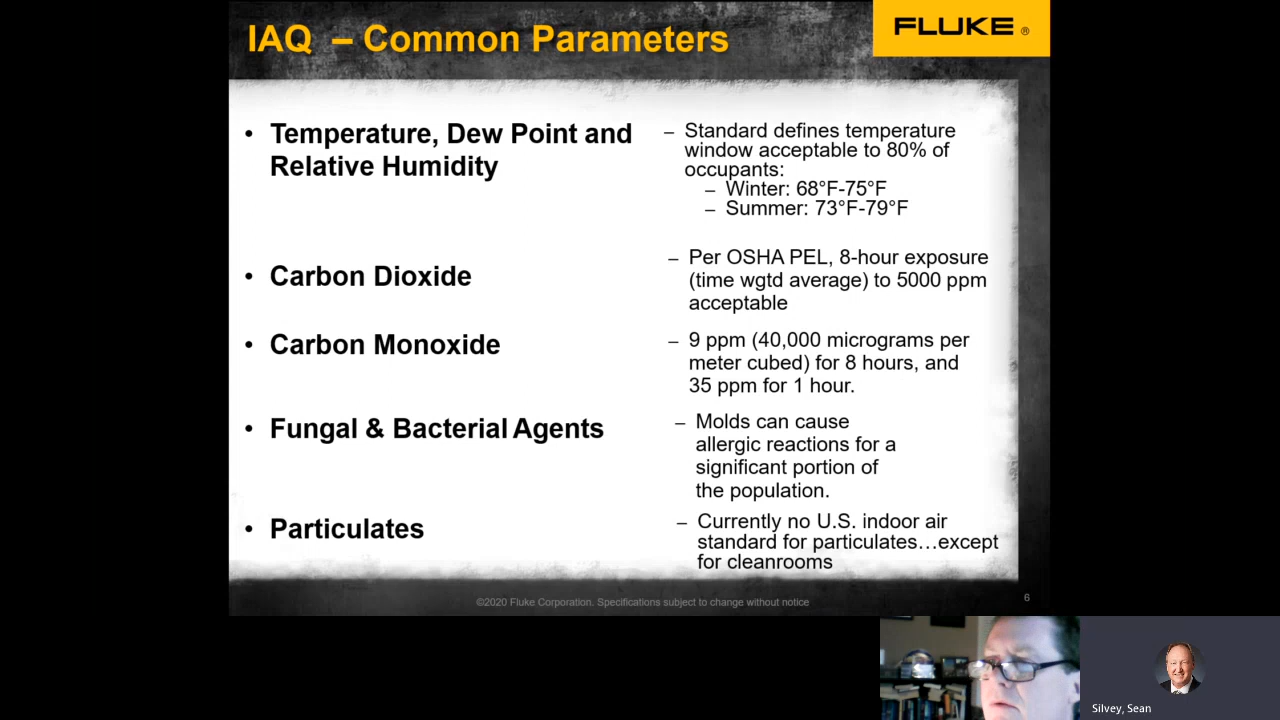 IAQ – Common Parameters
FLUKE ®
• Temperature, Dew Point and
Relative Humidity
– Standard defines temperature
window acceptable to 80% of
occupants:
– Winter: 68°F-75°F
– Summer: 73°F-79°F
• Carbon Dioxide
– Per OSHA PEL, 8-hour exposure
(time wgtd average) to 5000 ppm
acceptable
• Carbon Monoxide
– 9 ppm (40,000 micrograms per
meter cubed) for 8 hours, and
35 ppm for 1 hour.
• Fungal & Bacterial Agents
– Molds can cause
allergic reactions for a
significant portion of
the population.
• Particulates
– Currently no U.S. indoor air
standard for particulates…except
for cleanrooms
©2020 Fluke Corporation. Specifications subject to change without notice
6
Silvey, Sean